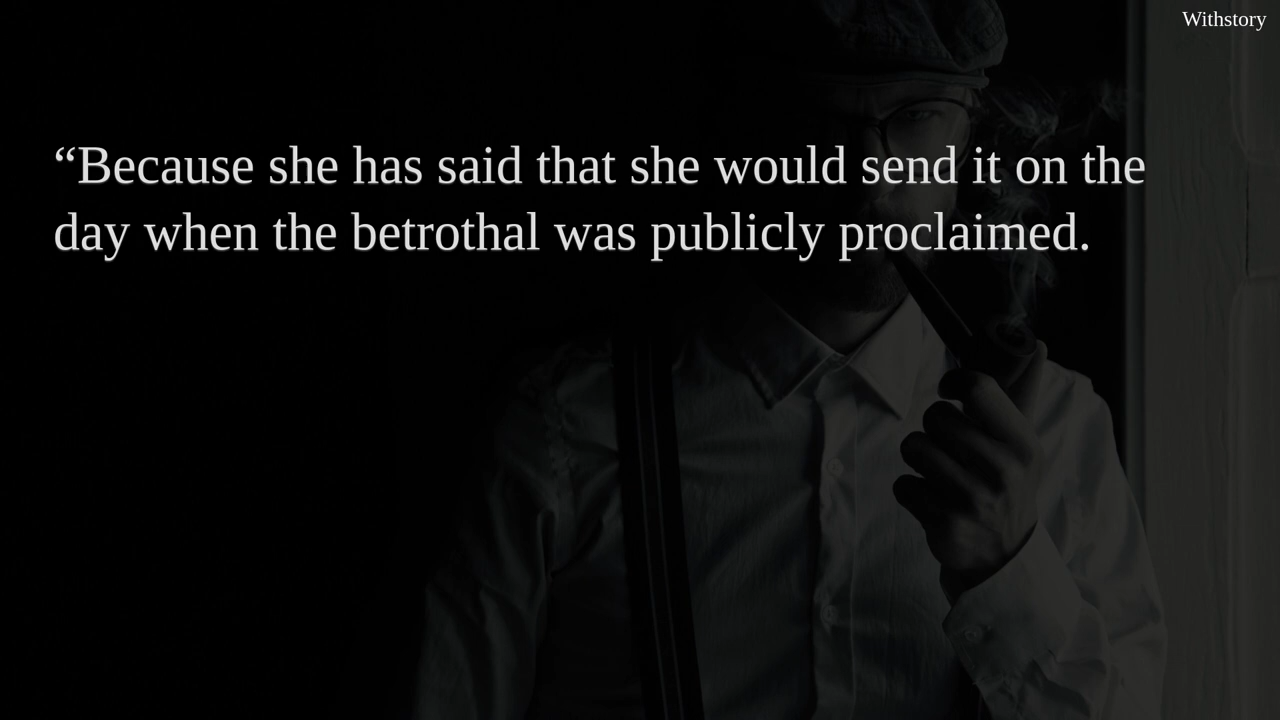 Withstory
“Because she has said that she would send it on the
day when the betrothal was publicly proclaimed.